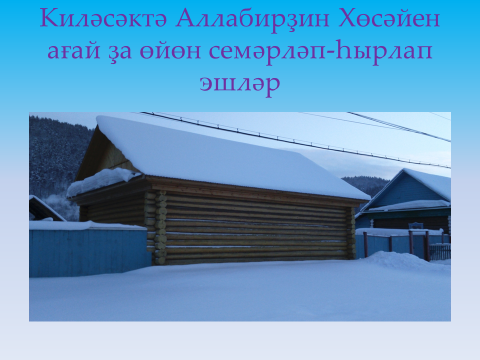 Киләсәктә Аллабирҙин Хөсәйен
ағай ҙа өйөн семәрләп-һырлап
эшләр